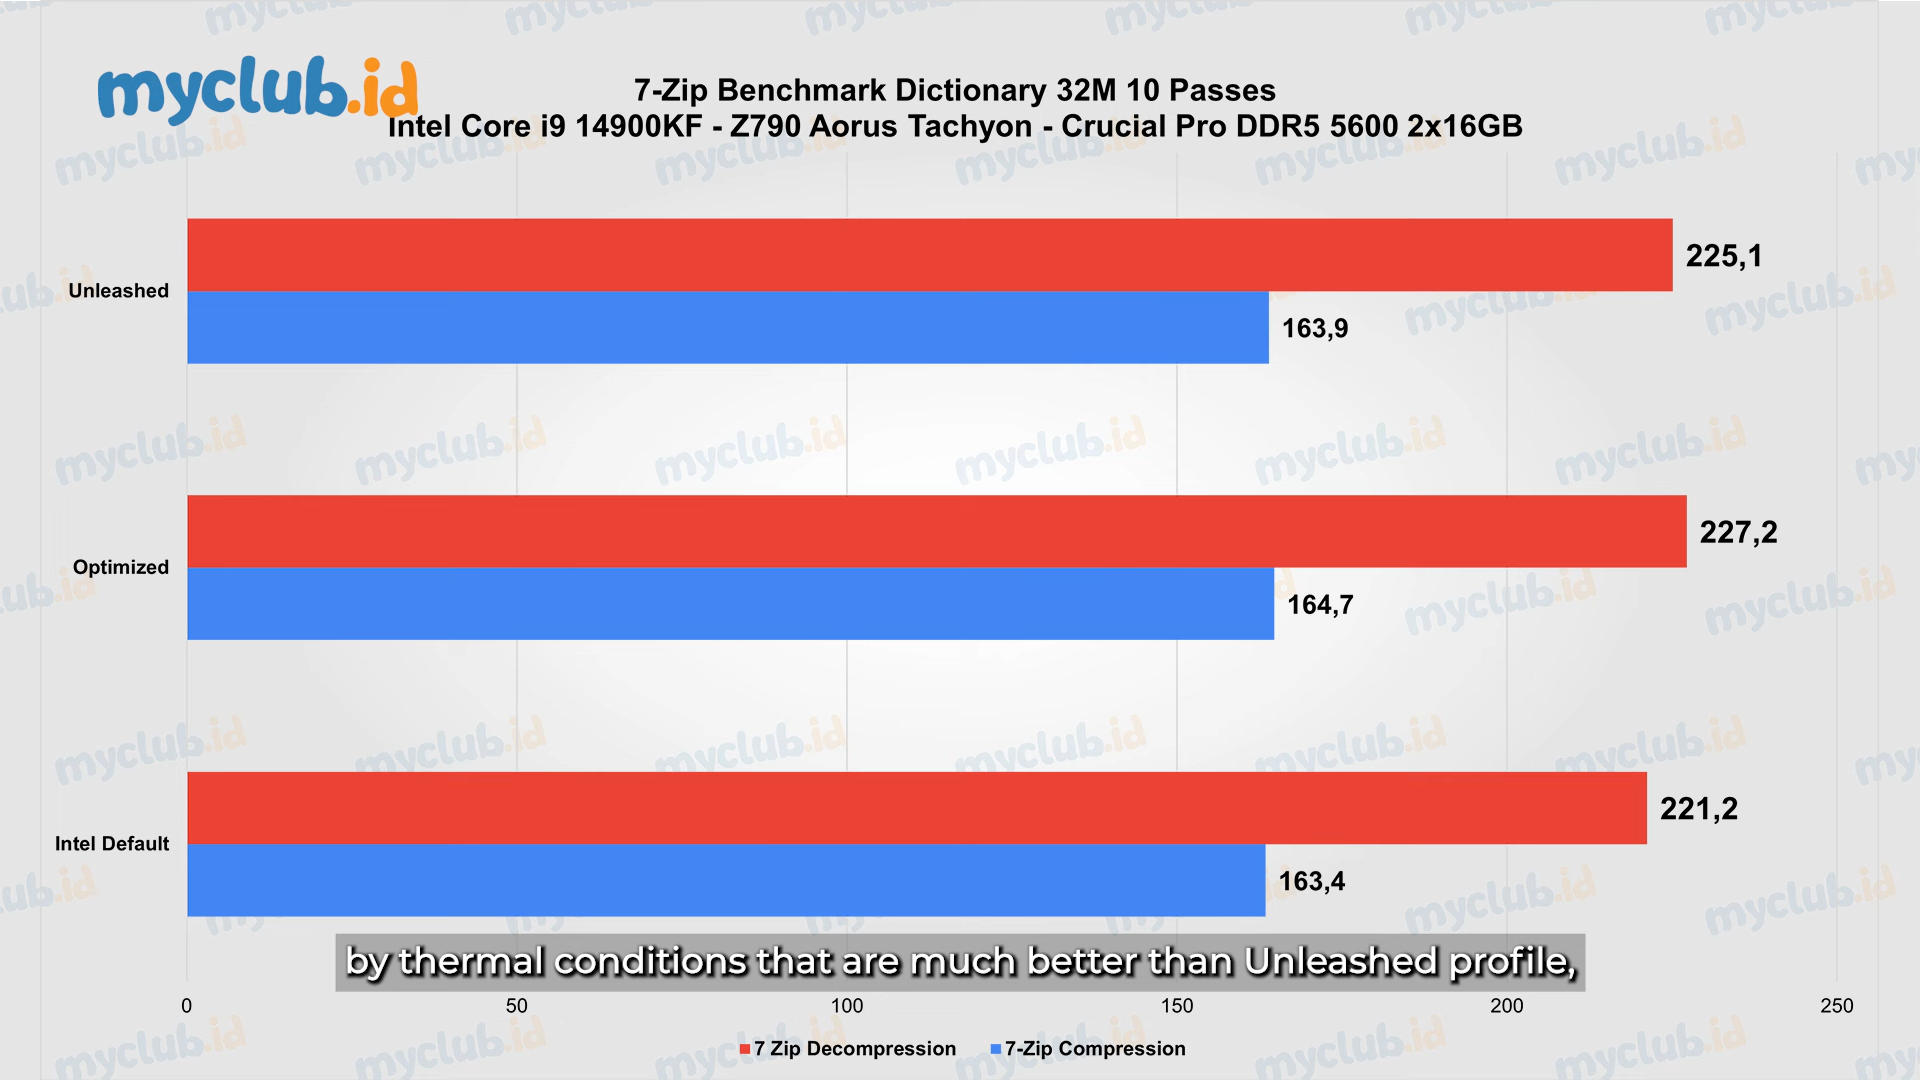 myclub.id
7-Zip Benchmark Dictionary 32M 10 Passes
Intel Core i9 14900KF - Z790 Aorus Tachyon - Crucial Pro DDR5 5600 2x16GB
Unleashed
225,1
163,9
Optimized
227,2
164,7
Intel Default
221,2
163,4
by thermal conditions that are much better than Unleashed profile,
0 50 100 150 200 250
7 Zip Decompression 7-Zip Compression